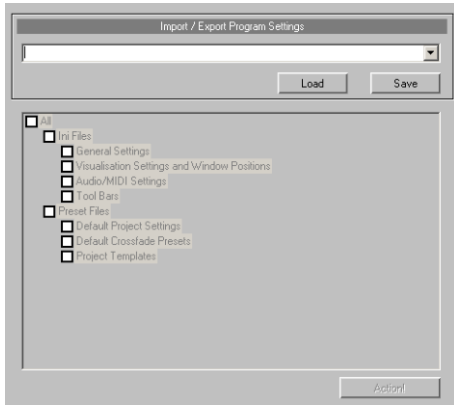 Import / Export Program Settings
Load Save
All
Ini Files
General Settings
Visualisation Settings and Window Positions
Audio/MIDI Settings
Tool Bars
Preset Files
Default Project Settings
Default Crossfade Presets
Project Templates
Action!